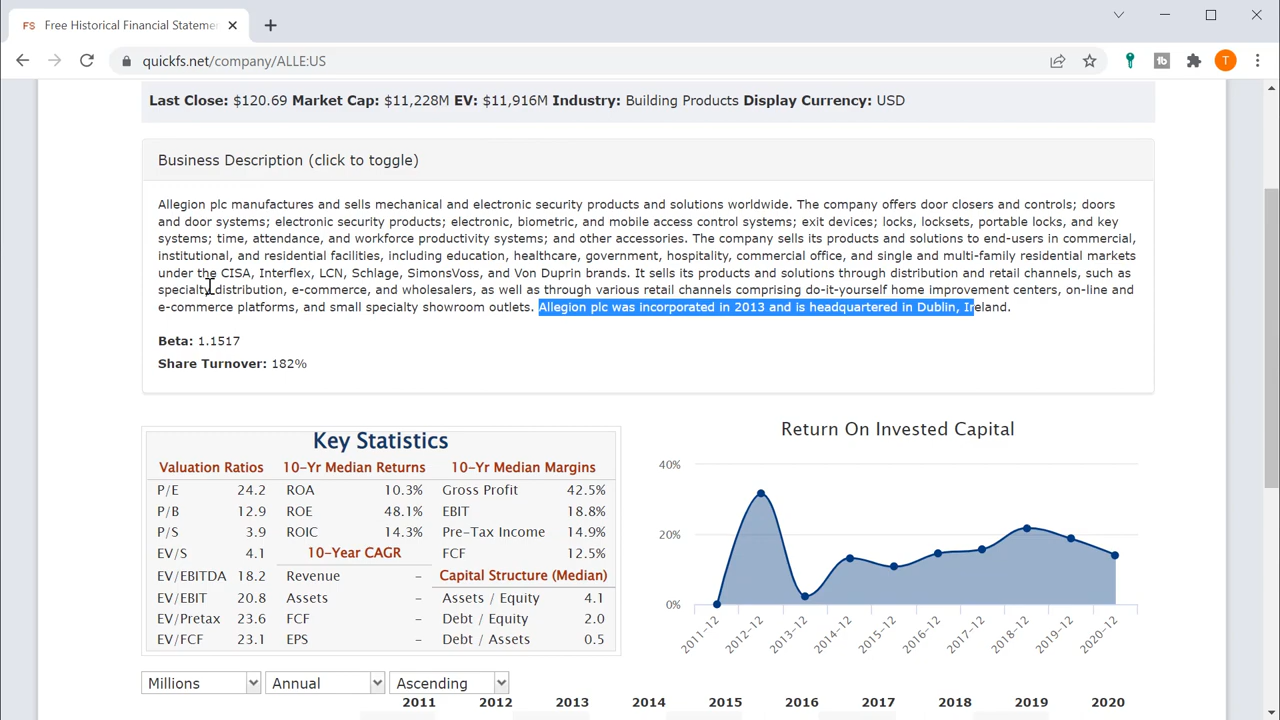 FS Free Historical Financial Stateme
quickfs.net/company/ALLE:US
T
Last Close: $120.69 Market Cap: $11,228M EV: $11,916M Industry: Building Products Display Currency: USD
Business Description (click to toggle)
Allegion plc manufactures and sells mechanical and electronic security products and solutions worldwide. The company offers door closers and controls; doors
and door systems; electronic security products; electronic, biometric, and mobile access control systems; exit devices; locks, locksets, portable locks, and key
systems; time, attendance, and workforce productivity systems; and other accessories. The company sells its products and solutions to end-users in commercial,
institutional, and residential facilities, including education, healthcare, government, hospitality, commercial office, and single and multi-family residential markets
under the CISA, Interflex, LCN, Schlage, SimonsVoss, and Von Duprin brands. It sells its products and solutions through distribution and retail channels, such as
specialty distribution, e-commerce, and wholesalers, as well as through various retail channels comprising do-it-yourself home improvement centers, on-line and
e-commerce platforms, and small specialty showroom outlets. Allegion plc was incorporated in 2013 and is headquartered in Dublin, Ireland.
Beta: 1.1517
Share Turnover: 182%
Key Statistics
Valuation Ratios 10-Yr Median Returns 10-Yr Median Margins
P/E 24.2 ROA 10.3% Gross Profit 42.5%
P/B 12.9 ROE 48.1% EBIT 18.8%
P/S 3.9 ROIC 14.3% Pre-Tax Income 14.9%
EV/S 4.1 10-Year CAGR FCF 12.5%
EV/EBITDA 18.2 Revenue – Capital Structure (Median)
EV/EBIT 20.8 Assets – Assets / Equity 4.1
EV/Pretax 23.6 FCF – Debt / Equity 2.0
EV/FCF 23.1 EPS – Debt / Assets 0.5
Return On Invested Capital
40%
20%
0%
2011-12 2012-12 2013-12 2014-12 2015-12 2016-12 2017-12 2018-12 2019-12 2020-12
Millions Annual Ascending
2011 2012 2013 2014 2015 2016 2017 2018 2019 2020